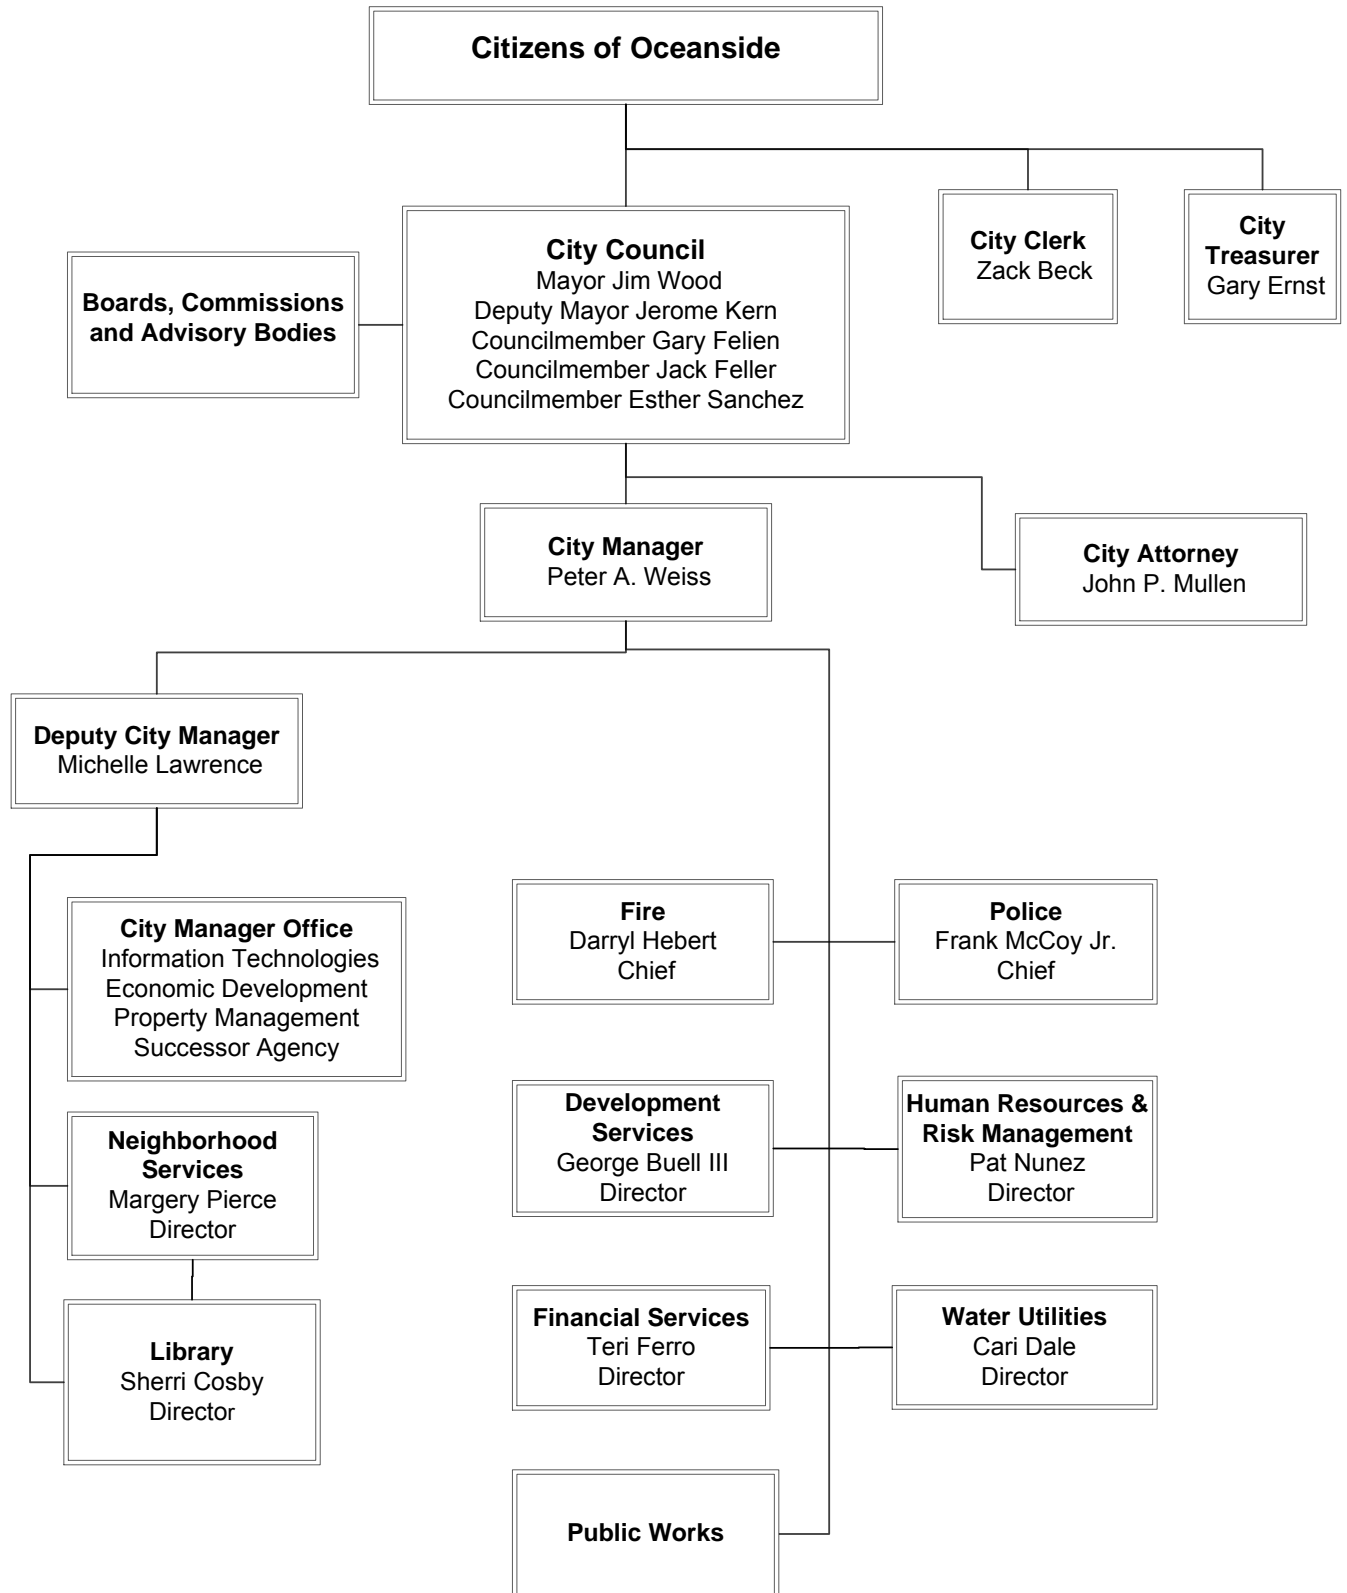 Citizens of Oceanside
City Council
Mayor Jim Wood
Deputy Mayor Jerome Kern
Councilmember Gary Felien
Councilmember Jack Feller
Councilmember Esther Sanchez
City Clerk
Zack Beck
City
Treasurer
Gary Ernst
Boards, Commissions
and Advisory Bodies
City Manager
Peter A. Weiss
City Attorney
John P. Mullen
Deputy City Manager
Michelle Lawrence
City Manager Office
Information Technologies
Economic Development
Property Management
Successor Agency
Neighborhood
Services
Margery Pierce
Director
Library
Sherri Cosby
Director
Fire
Darryl Hebert
Chief
Police
Frank McCoy Jr.
Chief
Development
Services
George Buell III
Director
Human Resources &
Risk Management
Pat Nunez
Director
Financial Services
Teri Ferro
Director
Water Utilities
Cari Dale
Director
Public Works